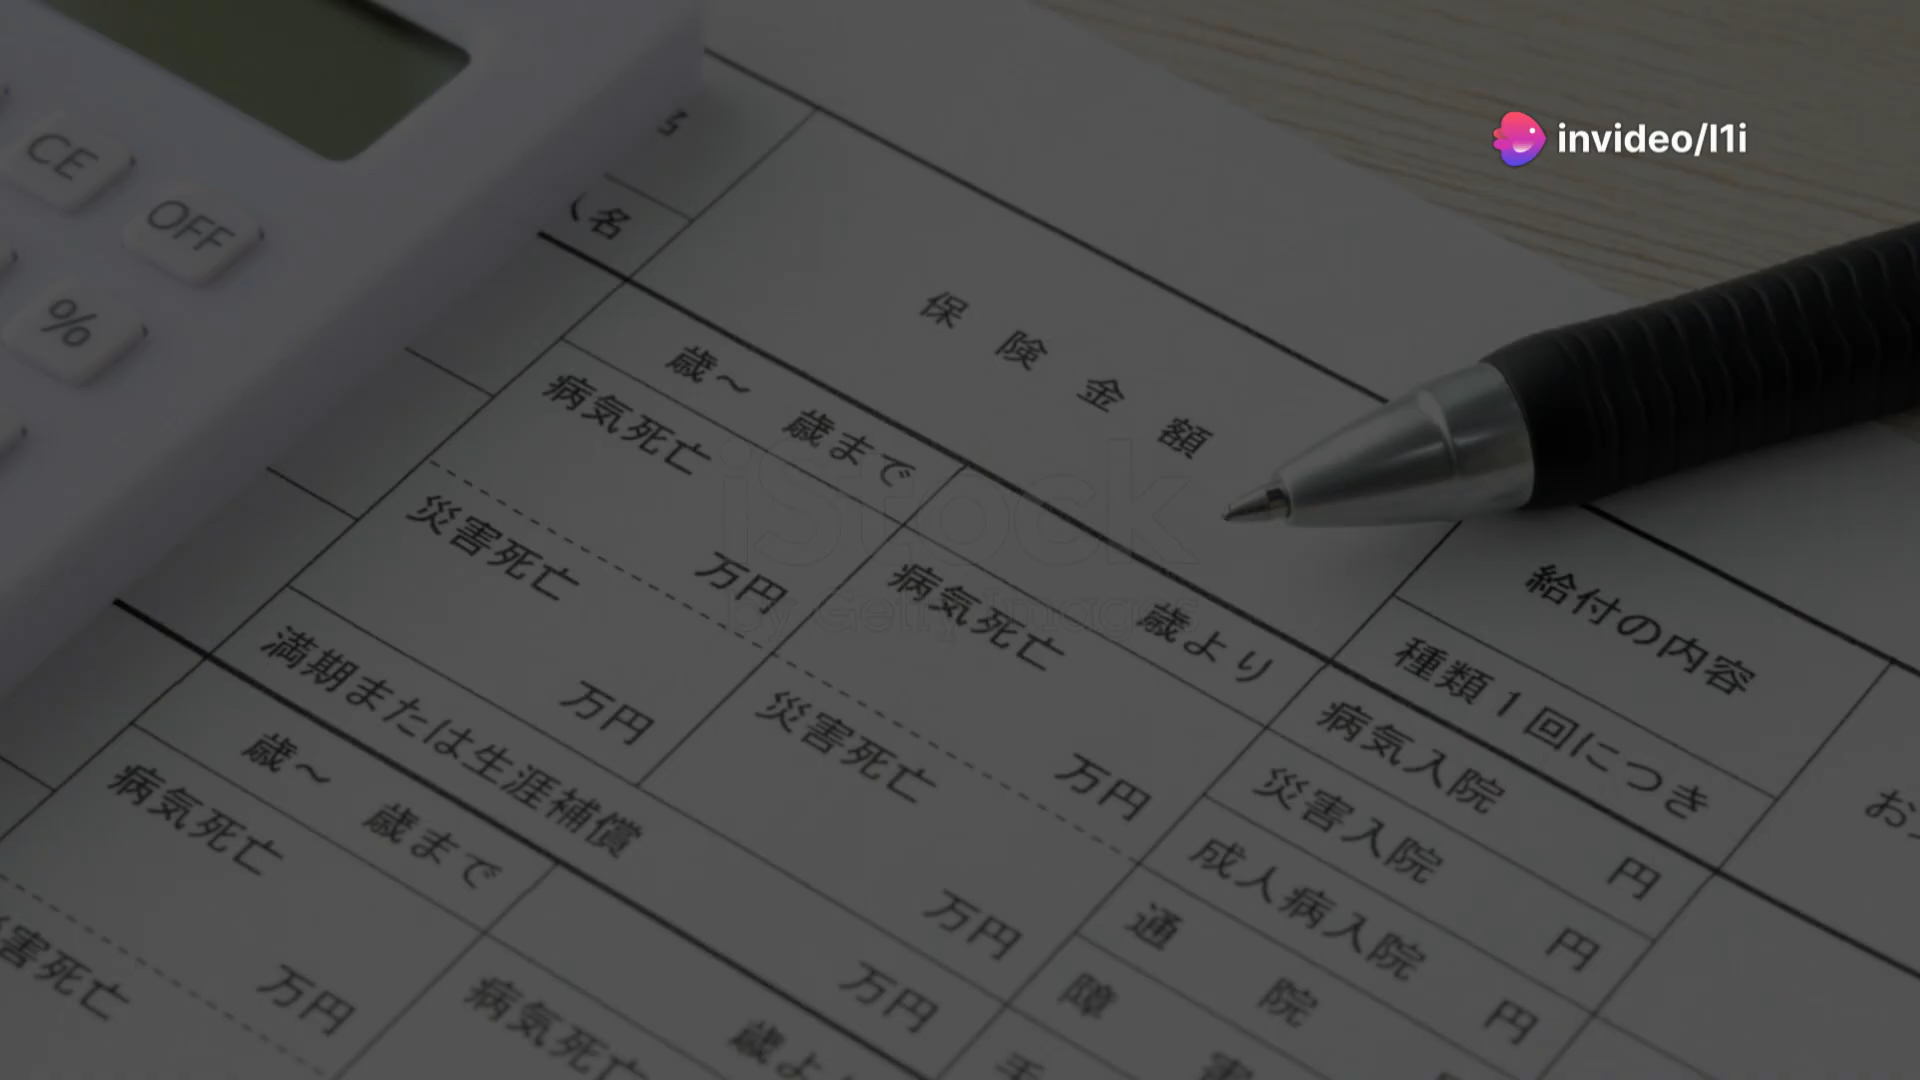 invideo/l1i
CE
OFF
%
名
保険金額
歳～　歳まで
歳より
病気死亡
万円
災害死亡
万円
病気死亡
万円
災害死亡
万円
満期または生涯補償
万円
歳～　歳まで
病気死亡
万円
災害死亡
病気死亡
給付の内容
種類1回につき
病気入院　円
災害入院　円
成人病入院　円
通　院
障　害
iStock
by Getty Images